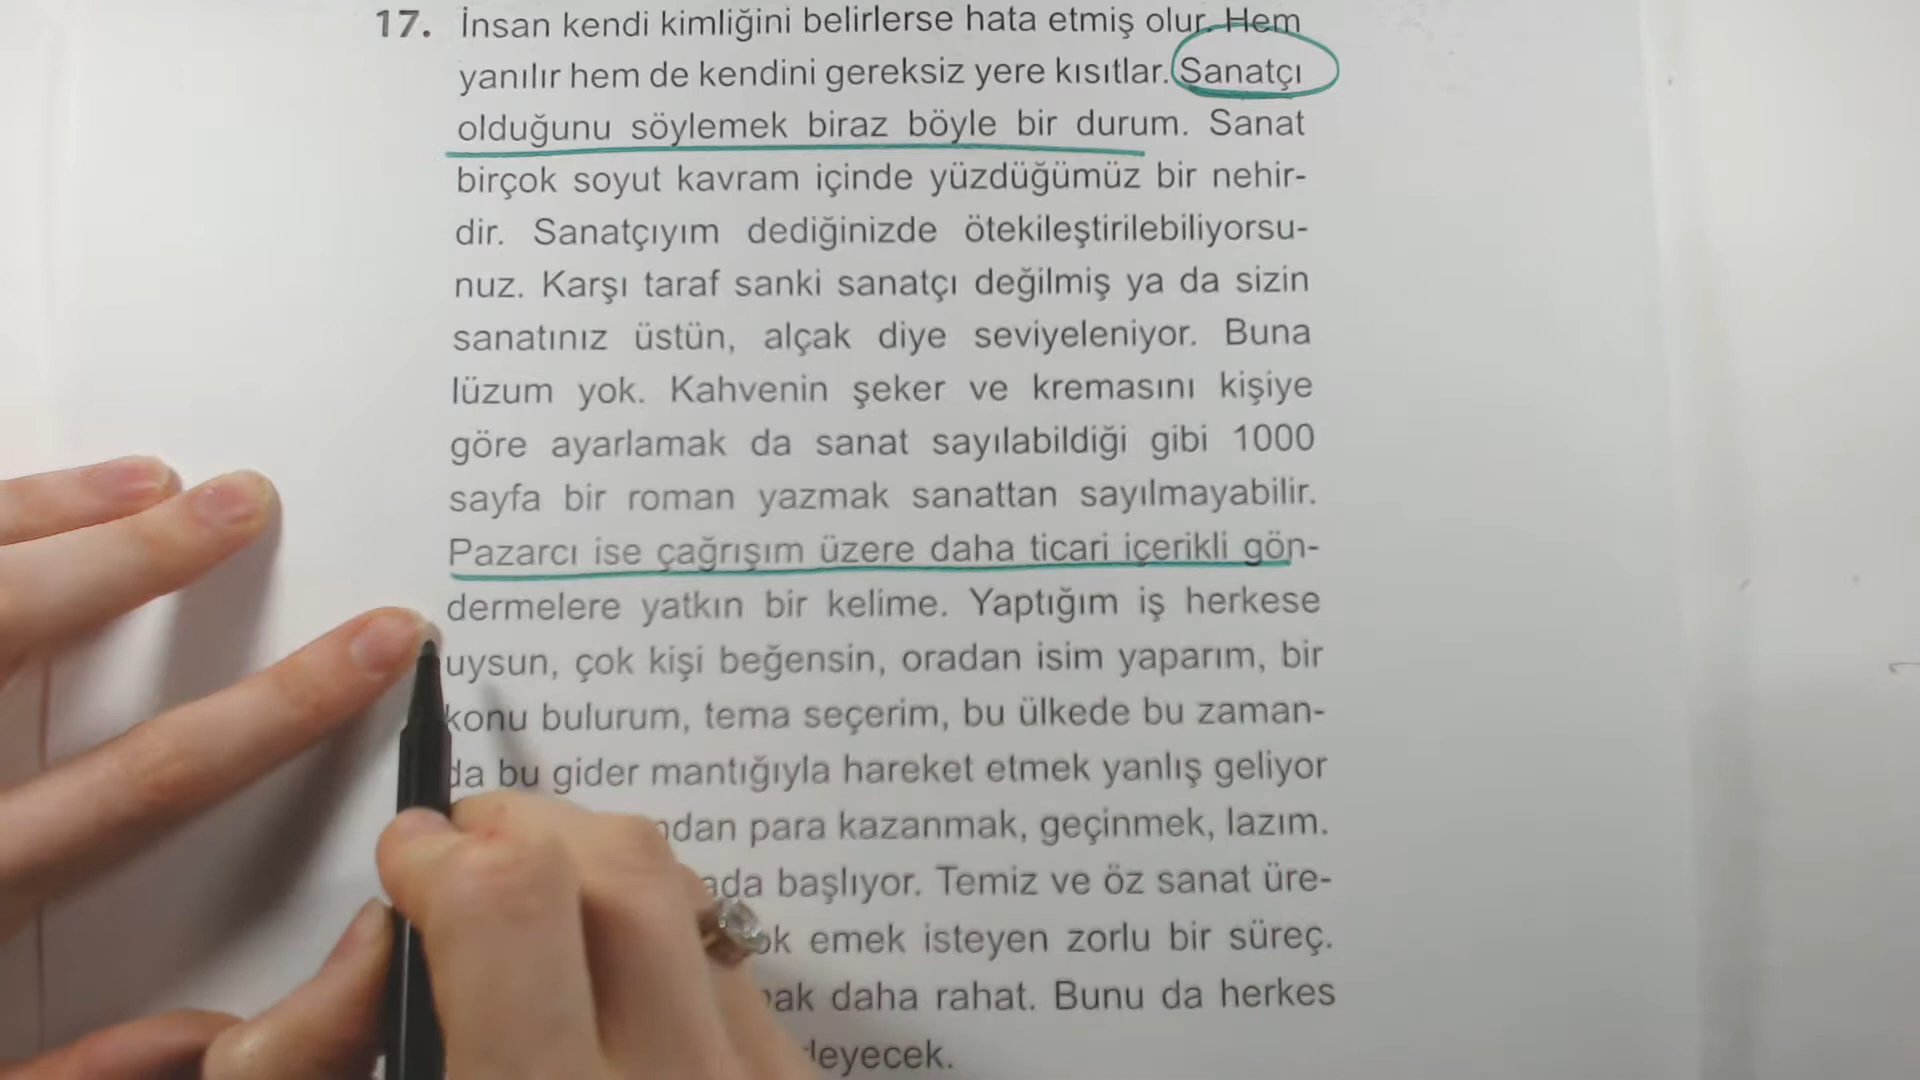 17. İnsan kendi kimliğini belirlerse hata etmiş olur. Hem
yanılır hem de kendini gereksiz yere kısıtlar. Sanatçı
olduğunu söylemek biraz böyle bir durum. Sanat
birçok soyut kavram içinde yüzdüğümüz bir nehir-
dir. Sanatçıyım dediğinizde ötekileştirilebiliyorsu-
nuz. Karşı taraf sanki sanatçı değilmiş ya da sizin
sanatınız üstün, alçak diye seviyeleniyor. Buna
lüzum yok. Kahvenin şeker ve kremasını kişiye
göre ayarlamak da sanat sayılabildiği gibi 1000
sayfa bir roman yazmak sanattan sayılmayabilir.
Pazarcı ise çağrışım üzere daha ticari içerikli gön-
dermelere yatkın bir kelime. Yaptığım iş herkese
uysun, çok kişi beğensin, oradan isim yaparım, bir
konu bulurum, tema seçerim, bu ülkede bu zaman-
da bu gider mantığıyla hareket etmek yanlış geliyor
para kazanmak, geçinmek, lazım.
başlıyor. Temiz ve öz sanat üre-
emek isteyen zorlu bir süreç.
daha rahat. Bunu da herkes